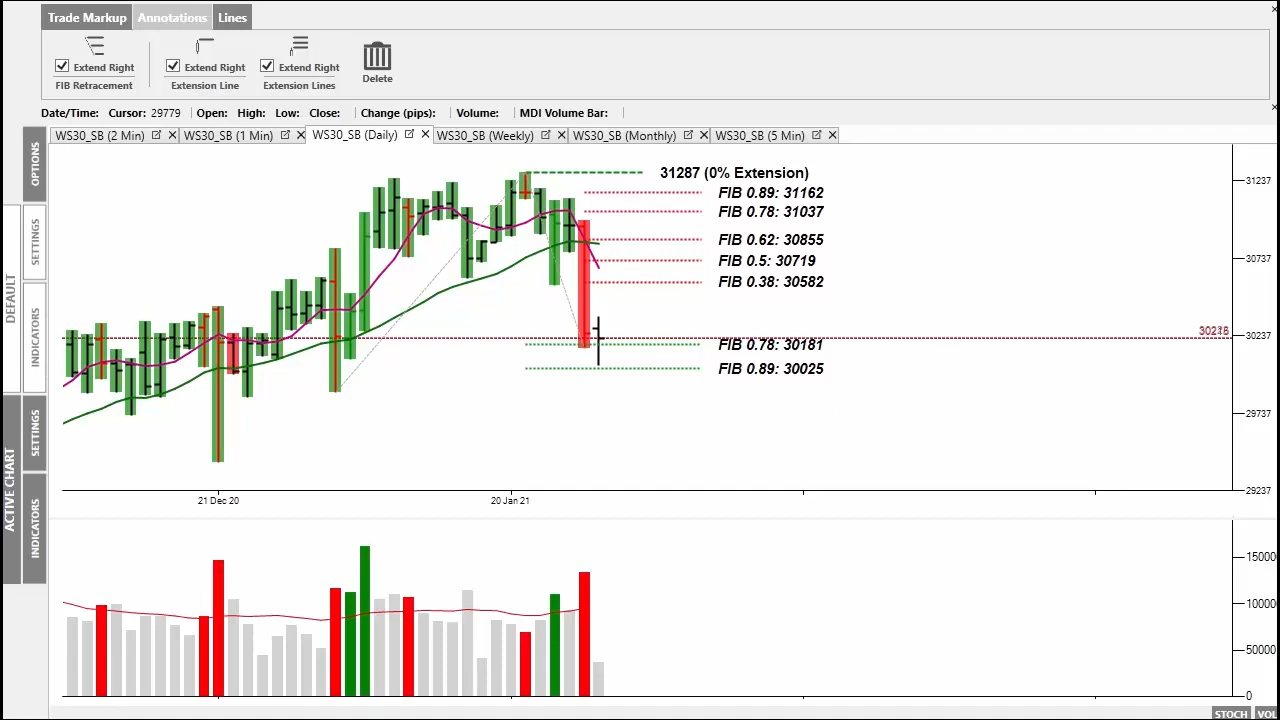 Trade Markup Annotations Lines
Extend Right Extend Right Extend Right
FIB Retracement Extension Line Extension Lines Delete
Date/Time: Cursor: 29779 Open: High: Low: Close: Change (pips): Volume: MDI Volume Bar:
WS30_SB (2 Min) WS30_SB (1 Min) WS30_SB (Daily) WS30_SB (Weekly) WS30_SB (Monthly) WS30_SB (5 Min)
OPTIONS
SETTINGS
DEFAULT
INDICATORS
SETTINGS
ACTIVE CHART
INDICATORS
31287 (0% Extension)
31237
FIB 0.89: 31162
FIB 0.78: 31037
FIB 0.62: 30855
FIB 0.5: 30719
30737
FIB 0.38: 30582
30237
FIB 0.78: 30181
FIB 0.89: 30025
29737
29237
21 Dec 20
20 Jan 21
15000
10000
50000
0
STOCH VOL